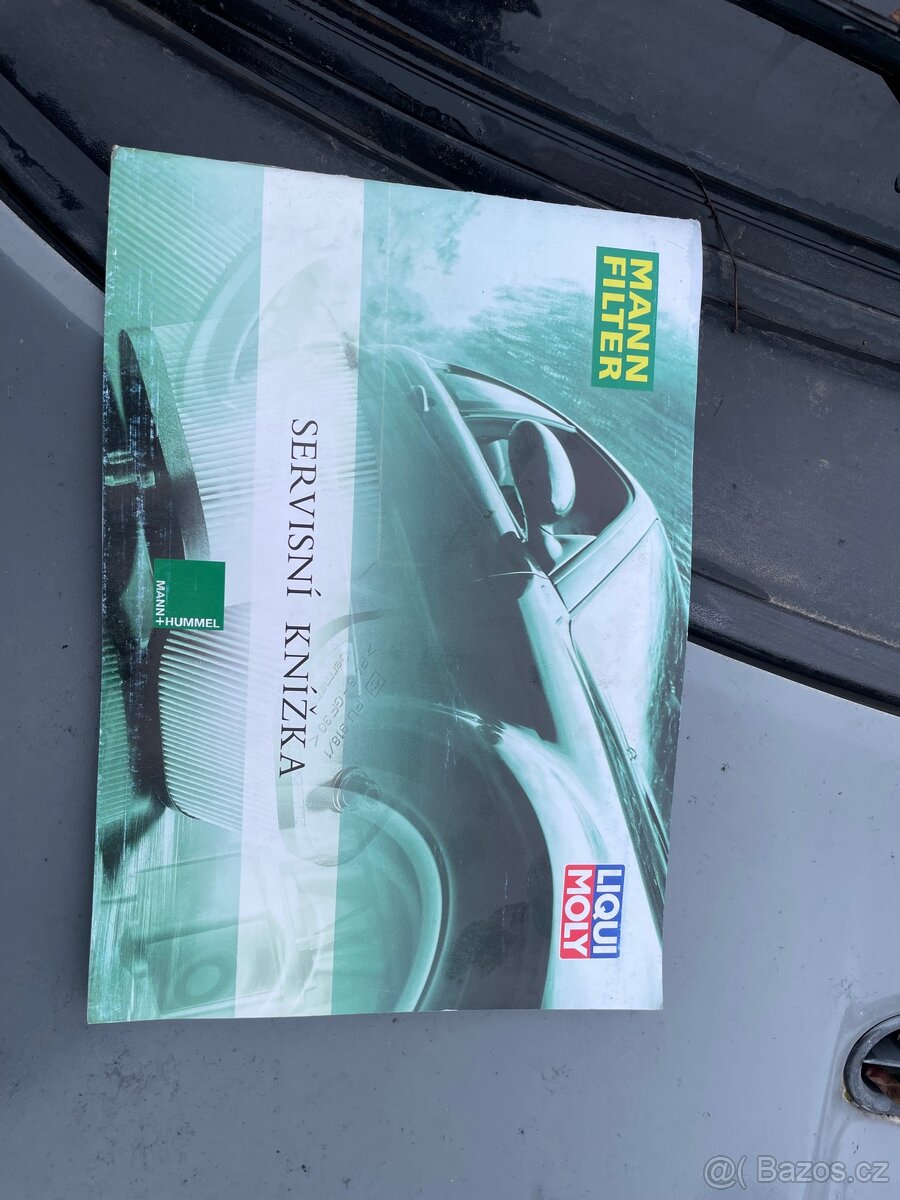 MANN
FILTER
SERVISNÍ KNÍŽKA
MANN+HUMMEL
LIQUI
MOLY
@( Bazos.cz